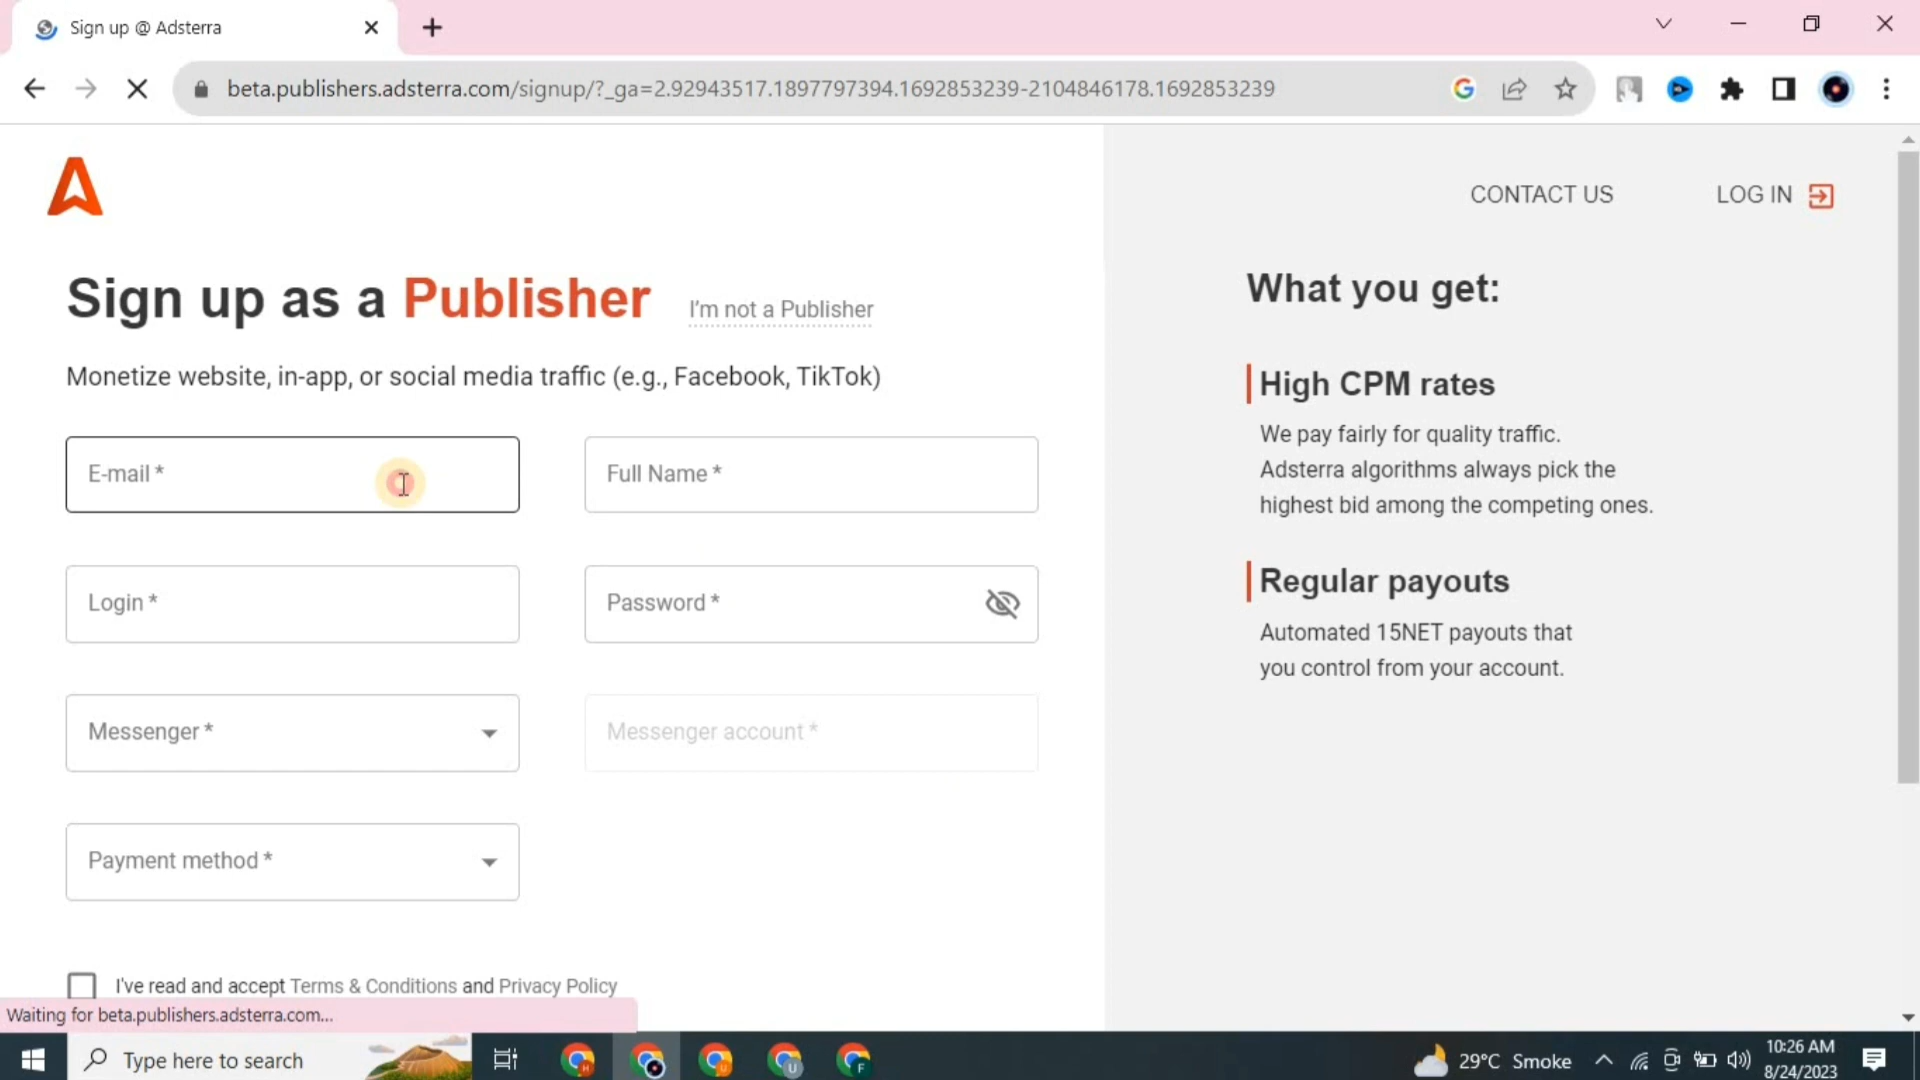 Sign up @ Adsterra
beta.publishers.adsterra.com/signup/?_ga=2.92943517.1897797394.1692853239-2104846178.1692853239
CONTACT US
LOG IN
Sign up as a Publisher
I'm not a Publisher
Monetize website, in-app, or social media traffic (e.g., Facebook, TikTok)
E-mail *
Full Name *
Login *
Password *
Messenger *
Messenger account *
Payment method *
I've read and accept Terms & Conditions and Privacy Policy
What you get:
High CPM rates
We pay fairly for quality traffic.
Adsterra algorithms always pick the
highest bid among the competing ones.
Regular payouts
Automated 15NET payouts that
you control from your account.
Waiting for beta.publishers.adsterra.com...
Type here to search
29°C Smoke
10:26 AM
8/24/2023